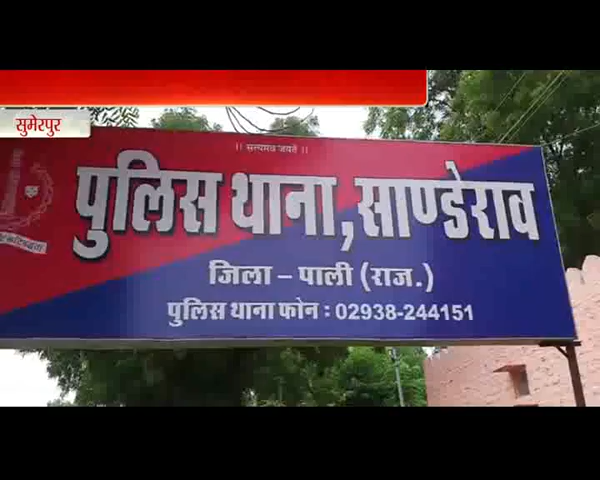 सुमेरपुर
।। सत्यमेव जयते ।।
पुलिस थाना, साण्डेराव
जिला – पाली (राज.)
पुलिस थाना फोन : 02938-244151